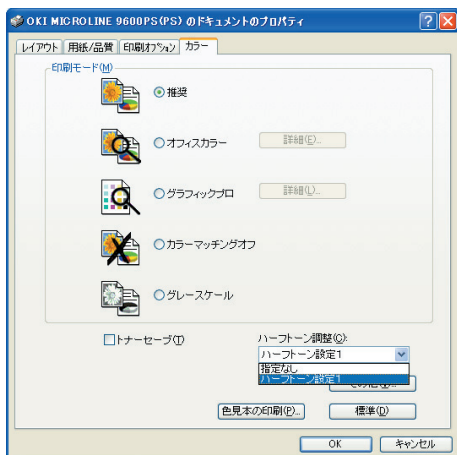 OKI MICROLINE 9600PS(PS) のドキュメントのプロパティ
レイアウト 用紙/品質 印刷オプション カラー
印刷モード(M)
推奨
オフィスカラー 詳細(E)...
グラフィックプロ 詳細(L)...
カラーマッチングオフ
グレースケール
トナーセーブ(T)
ハーフトーン調整(C):
ハーフトーン設定1
指定なし
ハーフトーン設定1
色見本の印刷(P)... 標準(D)
OK キャンセル